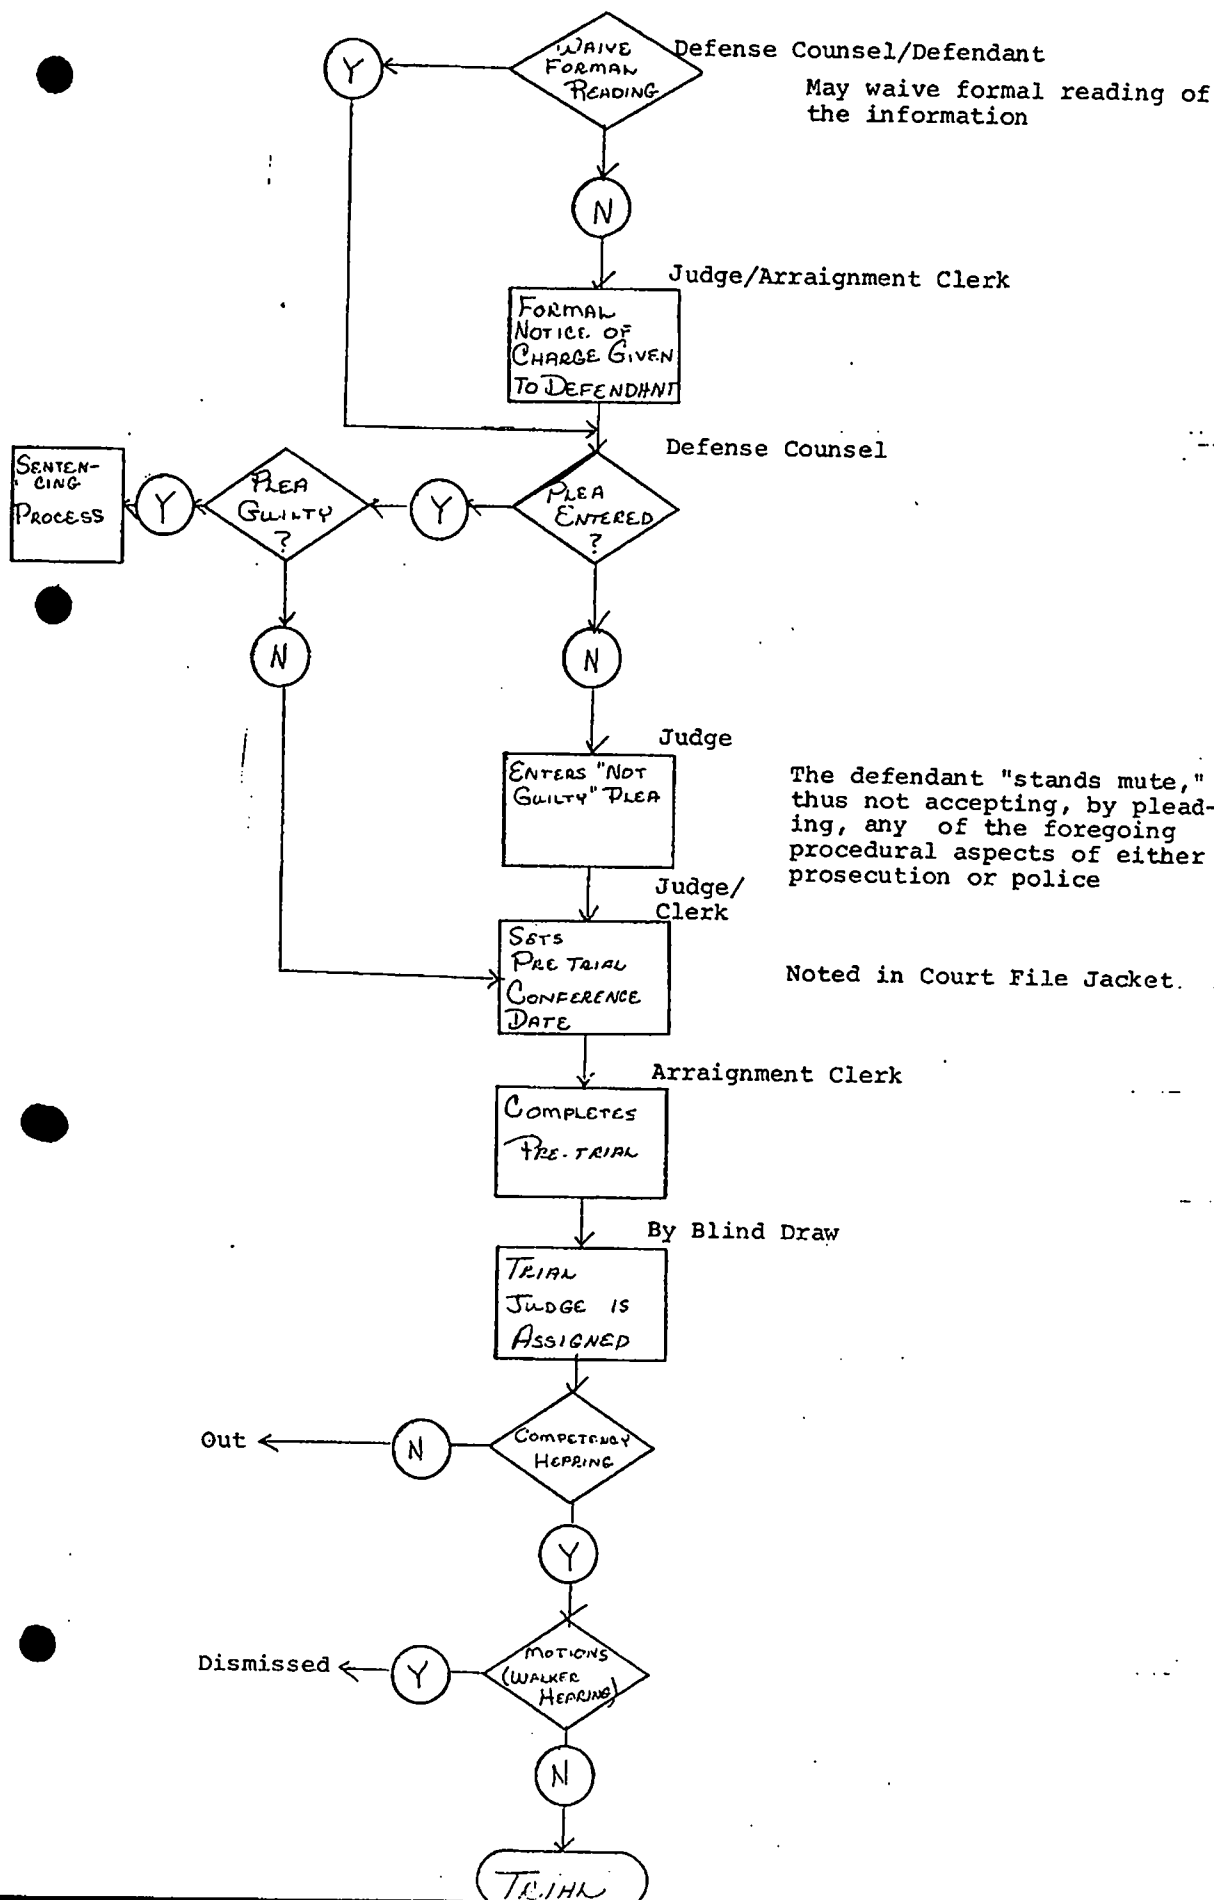 WAIVE
FORMAN
READING
Defense Counsel/Defendant
May waive formal reading of
the information
Y
N
Judge/Arraignment Clerk
FORMAL
NOTICE OF
CHARGE GIVEN
TO DEFENDANT
Defense Counsel
SENTEN-
CING
PROCESS
Y
PLEA
GUILTY
?
Y
PLEA
ENTERED
?
N
N
Judge
ENTERS "NOT
GUILTY" PLEA
The defendant "stands mute,"
thus not accepting, by plead-
ing, any of the foregoing
procedural aspects of either
prosecution or police
Judge/
Clerk
SETS
PRE TRIAL
CONFERENCE
DATE
Noted in Court File Jacket.
Arraignment Clerk
COMPLETES
PRE-TRIAL
By Blind Draw
TRIAL
JUDGE IS
ASSIGNED
Out
N
COMPETENCY
HEARING
Y
Dismissed
Y
MOTIONS
(WALKER
HEARING)
N
TRIAL